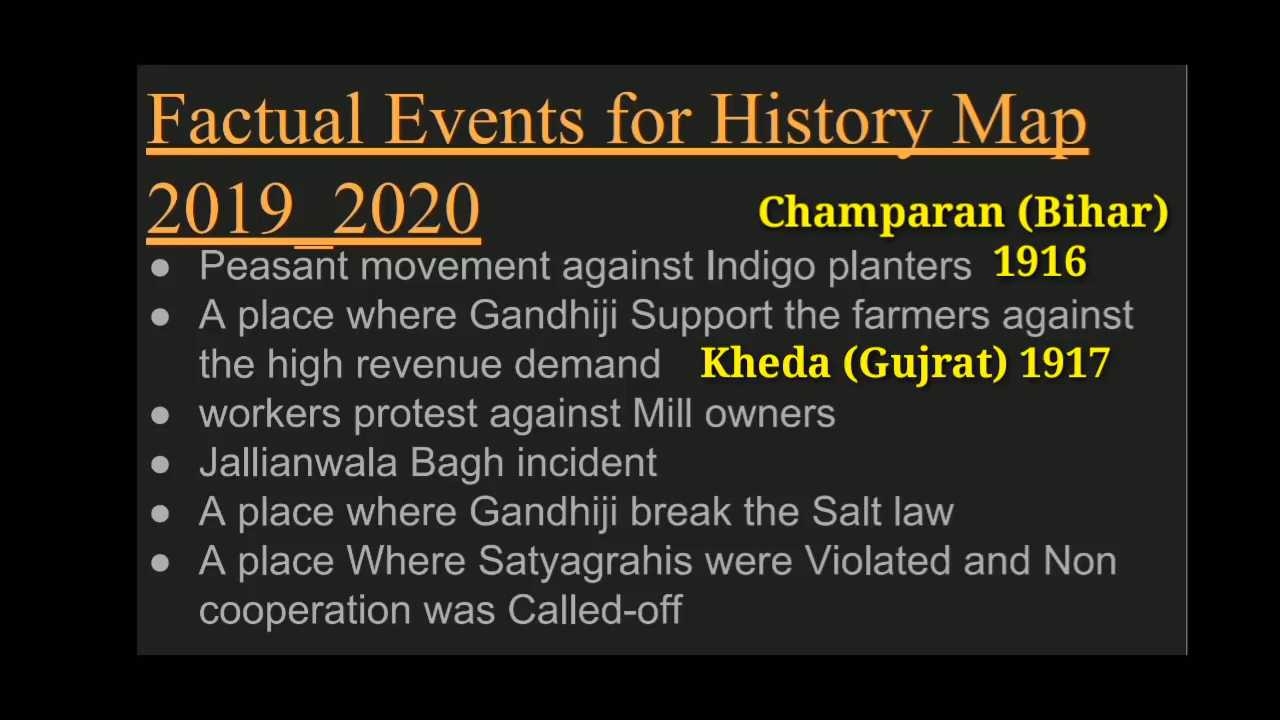 Factual Events for History Map
2019_2020
Champaran (Bihar)
● Peasant movement against Indigo planters 1916
● A place where Gandhiji Support the farmers against
the high revenue demand Kheda (Gujrat) 1917
● workers protest against Mill owners
● Jallianwala Bagh incident
● A place where Gandhiji break the Salt law
● A place Where Satyagrahis were Violated and Non
cooperation was Called-off